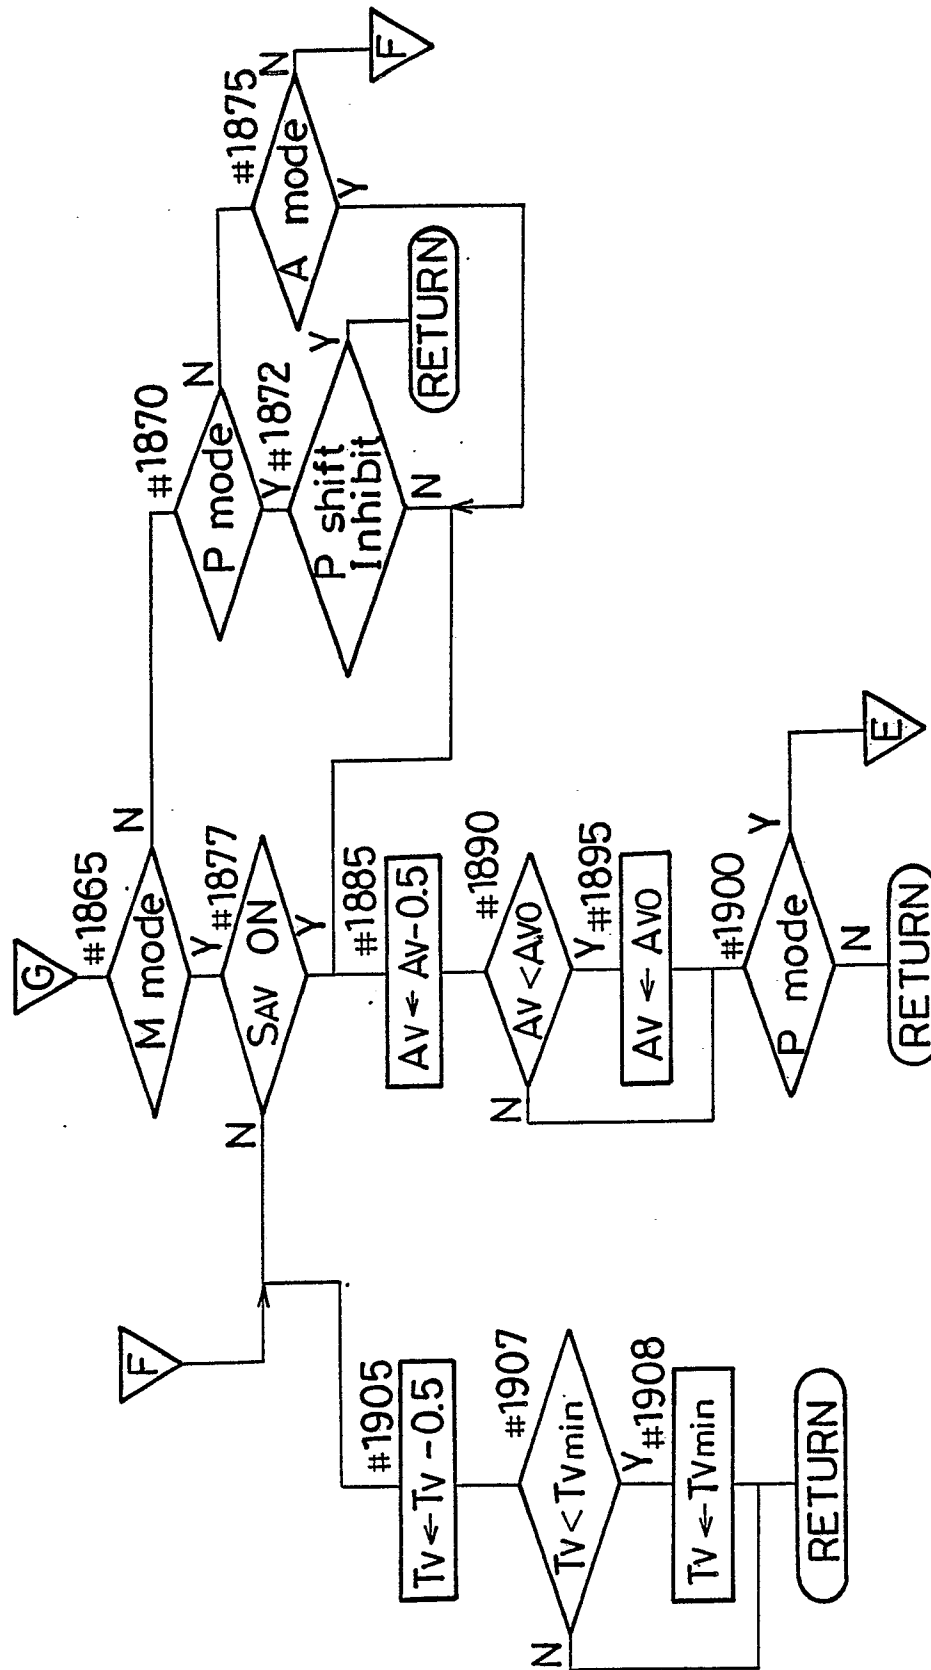 G
#1865
M mode
N
Y
#1870
P mode
N
Y
#1872
P shift
Inhibit
Y
RETURN
N
#1875
A mode
N
F
Y
#1877
SAV ON
N
Y
F
#1885
AV ← AV-0.5
#1890
AV < AVO
N
Y
#1895
AV ← AVO
#1900
P mode
Y
E
N
RETURN
#1905
TV ← TV -0.5
#1907
TV < TVmin
N
Y
#1908
TV ← TVmin
RETURN